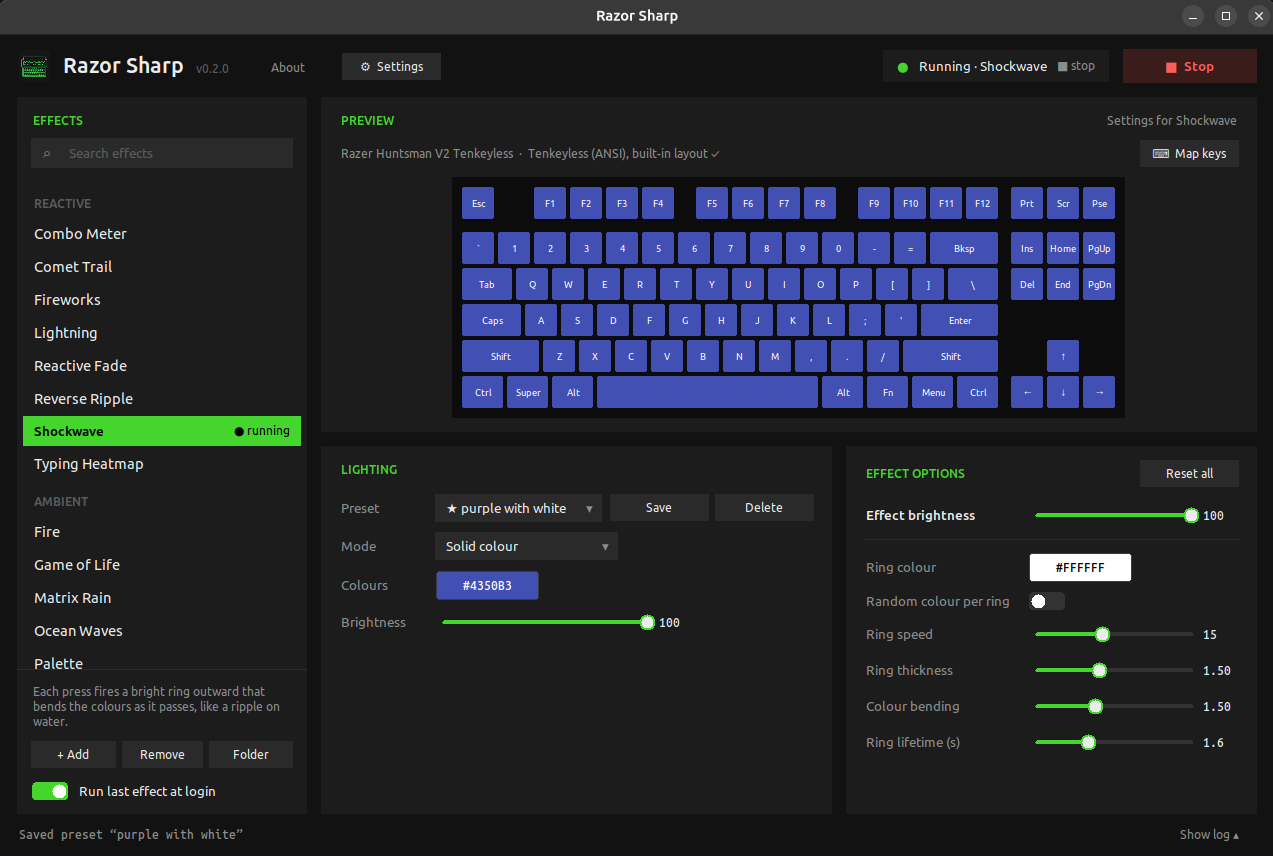 Razor Sharp
Razor Sharp v0.2.0 About ⚙ Settings ● Running · Shockwave ■ stop ■ Stop
EFFECTS
Search effects
REACTIVE
Combo Meter
Comet Trail
Fireworks
Lightning
Reactive Fade
Reverse Ripple
Shockwave ● running
Typing Heatmap
AMBIENT
Fire
Game of Life
Matrix Rain
Ocean Waves
Palette
Each press fires a bright ring outward that
bends the colours as it passes, like a ripple on
water.
+ Add Remove Folder
Run last effect at login
PREVIEW Settings for Shockwave
Razer Huntsman V2 Tenkeyless · Tenkeyless (ANSI), built-in layout ✓ ⌨ Map keys
Esc F1 F2 F3 F4 F5 F6 F7 F8 F9 F10 F11 F12 Prt Scr Pse
` 1 2 3 4 5 6 7 8 9 0 - = Bksp Ins Home PgUp
Tab Q W E R T Y U I O P [ ] \ Del End PgDn
Caps A S D F G H J K L ; ' Enter
Shift Z X C V B N M , . / Shift ↑
Ctrl Super Alt Alt Fn Menu Ctrl ← ↓ →
LIGHTING
Preset ★ purple with white ▾ Save Delete
Mode Solid colour ▾
Colours #4350B3
Brightness 100
EFFECT OPTIONS Reset all
Effect brightness 100
Ring colour #FFFFFF
Random colour per ring
Ring speed 15
Ring thickness 1.50
Colour bending 1.50
Ring lifetime (s) 1.6
Saved preset “purple with white” Show log ▴